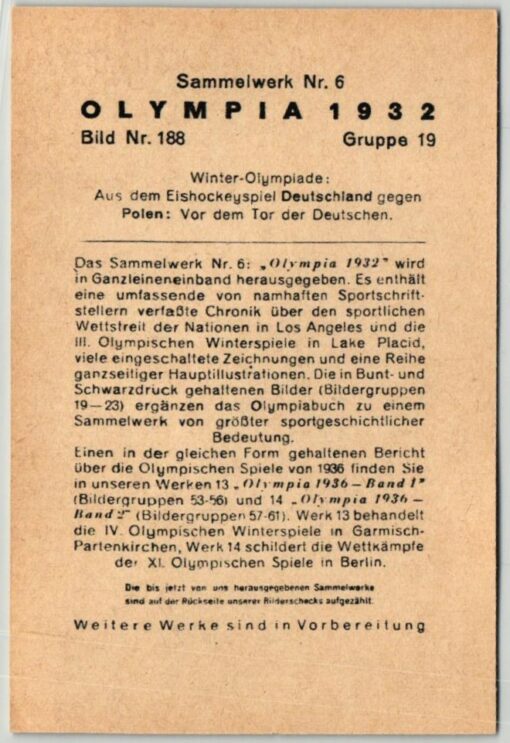 Sammelwerk Nr. 6
OLYMPIA 1932
Bild Nr. 188 Gruppe 19
Winter-Olympiade:
Aus dem Eishockeyspiel Deutschland gegen
Polen: Vor dem Tor der Deutschen.
Das Sammelwerk Nr. 6: „Olympia 1932" wird
in Ganzleineneinband herausgegeben. Es enthält
eine umfassende von namhaften Sportschrift-
stellern verfaßte Chronik über den sportlichen
Wettstreit der Nationen in Los Angeles und die
III. Olympischen Winterspiele in Lake Placid,
viele eingeschaltete Zeichnungen und eine Reihe
ganzseitiger Hauptillustrationen. Die in Bunt- und
Schwarzdruck gehaltenen Bilder (Bildergruppen
19—23) ergänzen das Olympiabuch zu einem
Sammelwerk von größter sportgeschichtlicher
Bedeutung.
Einen in der gleichen Form gehaltenen Bericht
über die Olympischen Spiele von 1936 finden Sie
in unseren Werken 13 „Olympia 1936 – Band 1"
(Bildergruppen 53-56) und 14 „Olympia 1936 –
Band 2" (Bildergruppen 57-61). Werk 13 behandelt
die IV. Olympischen Winterspiele in Garmisch-
Partenkirchen, Werk 14 schildert die Wettkämpfe
der XI. Olympischen Spiele in Berlin.
Die bis jetzt von uns herausgegebenen Sammelwerke
sind auf der Rückseite unserer Bilderschecks aufgezählt.
Weitere Werke sind in Vorbereitung